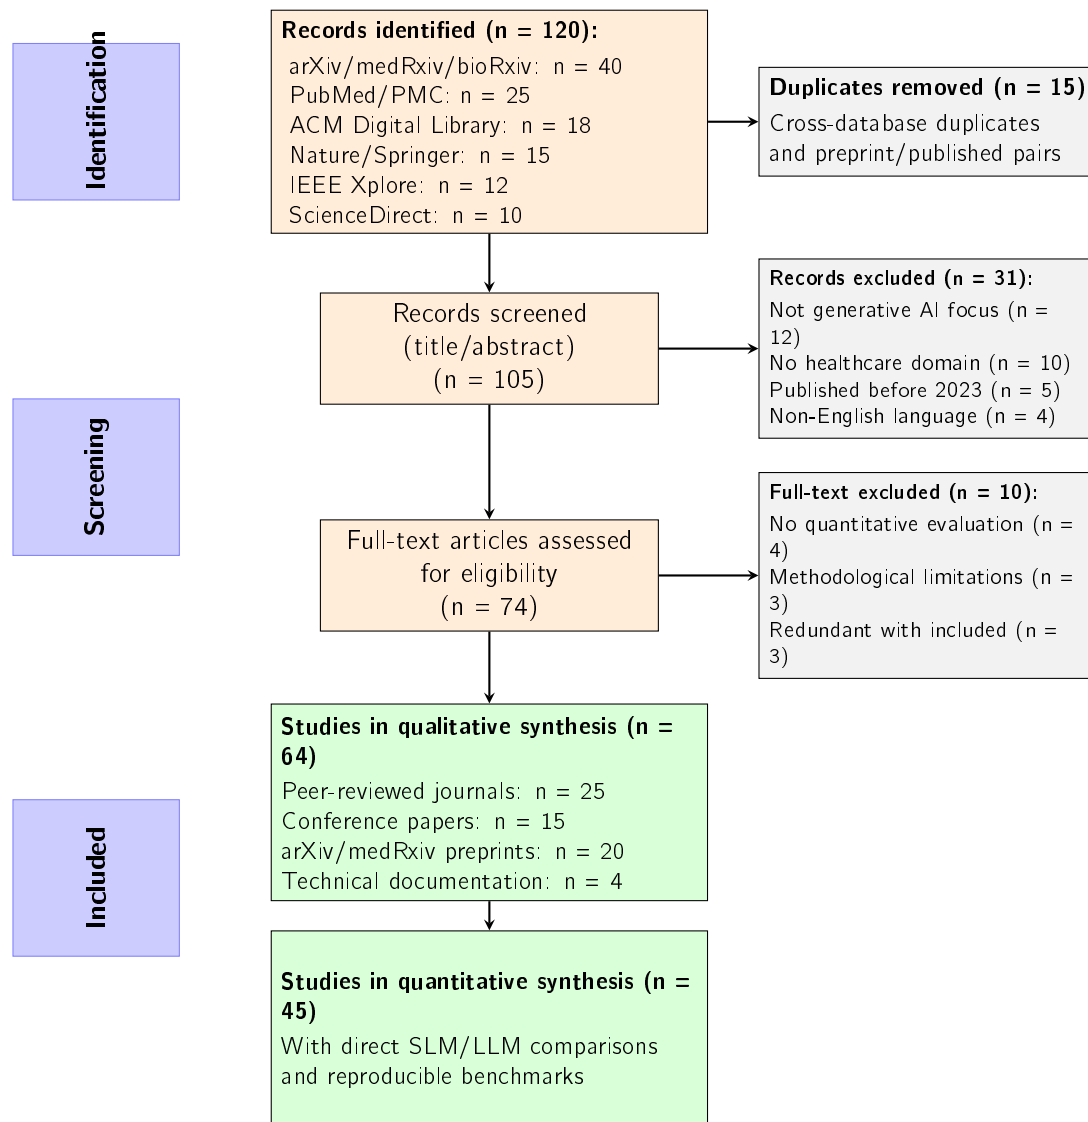 Identification
Records identified (n = 120):
arXiv/medRxiv/bioRxiv: n = 40
PubMed/PMC: n = 25
ACM Digital Library: n = 18
Nature/Springer: n = 15
IEEE Xplore: n = 12
ScienceDirect: n = 10
Duplicates removed (n = 15)
Cross-database duplicates
and preprint/published pairs
Screening
Records screened
(title/abstract)
(n = 105)
Records excluded (n = 31):
Not generative AI focus (n =
12)
No healthcare domain (n = 10)
Published before 2023 (n = 5)
Non-English language (n = 4)
Full-text articles assessed
for eligibility
(n = 74)
Full-text excluded (n = 10):
No quantitative evaluation (n =
4)
Methodological limitations (n =
3)
Redundant with included (n =
3)
Included
Studies in qualitative synthesis (n =
64)
Peer-reviewed journals: n = 25
Conference papers: n = 15
arXiv/medRxiv preprints: n = 20
Technical documentation: n = 4
Studies in quantitative synthesis (n =
45)
With direct SLM/LLM comparisons
and reproducible benchmarks